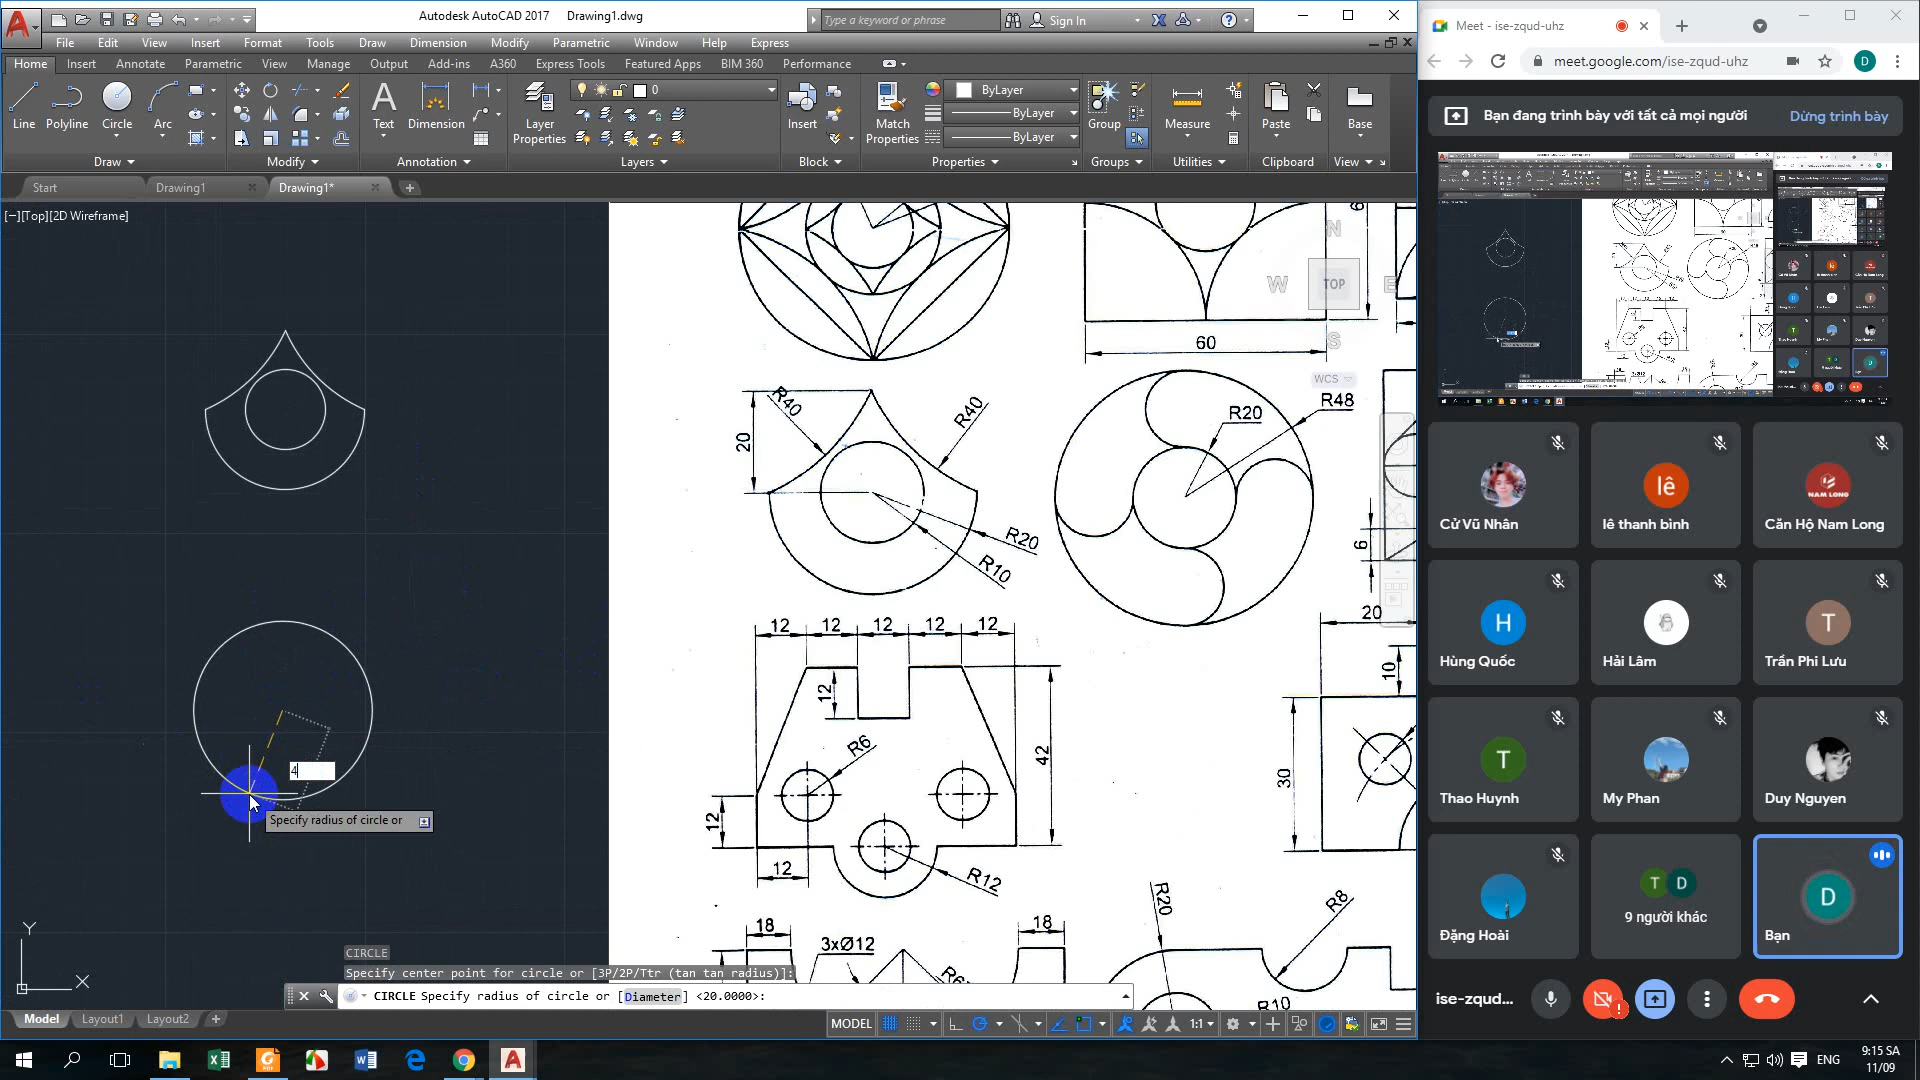 Autodesk AutoCAD 2017 Drawing1.dwg
Type a keyword or phrase
Sign In
File Edit View Insert Format Tools Draw Dimension Modify Parametric Window Help Express
Home Insert Annotate Parametric View Manage Output Add-ins A360 Express Tools Featured Apps BIM 360 Performance
Line
Polyline
Circle
Arc
Text
Dimension
Layer Properties
0
Insert
Match Properties
ByLayer
ByLayer
ByLayer
Group
Measure
Paste
Base
Draw
Modify
Annotation
Layers
Block
Properties
Groups
Utilities
Clipboard
View
Start
Drawing1
Drawing1*
[−][Top][2D Wireframe]
N
W
TOP
E
S
WCS
60
R40
R40
20
R20
R10
R20
R48
6
12 12 12 12 12
12
R6
42
12
12
R12
20
10
30
18
3xØ12
18
R20
R8
R10
4
Specify radius of circle or
Y
X
CIRCLE
Specify center point for circle or [3P/2P/Ttr (tan tan radius)]:
CIRCLE Specify radius of circle or [Diameter] <20.0000>:
Model Layout1 Layout2
MODEL
1:1
Meet - ise-zqud-uhz
meet.google.com/ise-zqud-uhz
D
Bạn đang trình bày với tất cả mọi người
Dừng trình bày
Cử Vũ Nhân
lê
lê thanh bình
NAM LONG
Căn Hộ Nam Long
H
Hùng Quốc
Hải Lâm
T
Trần Phi Lưu
T
Thao Huynh
My Phan
Duy Nguyen
Đặng Hoài
T D
9 người khác
D
Bạn
ise-zqud...
ENG
9:15 SA
11/09